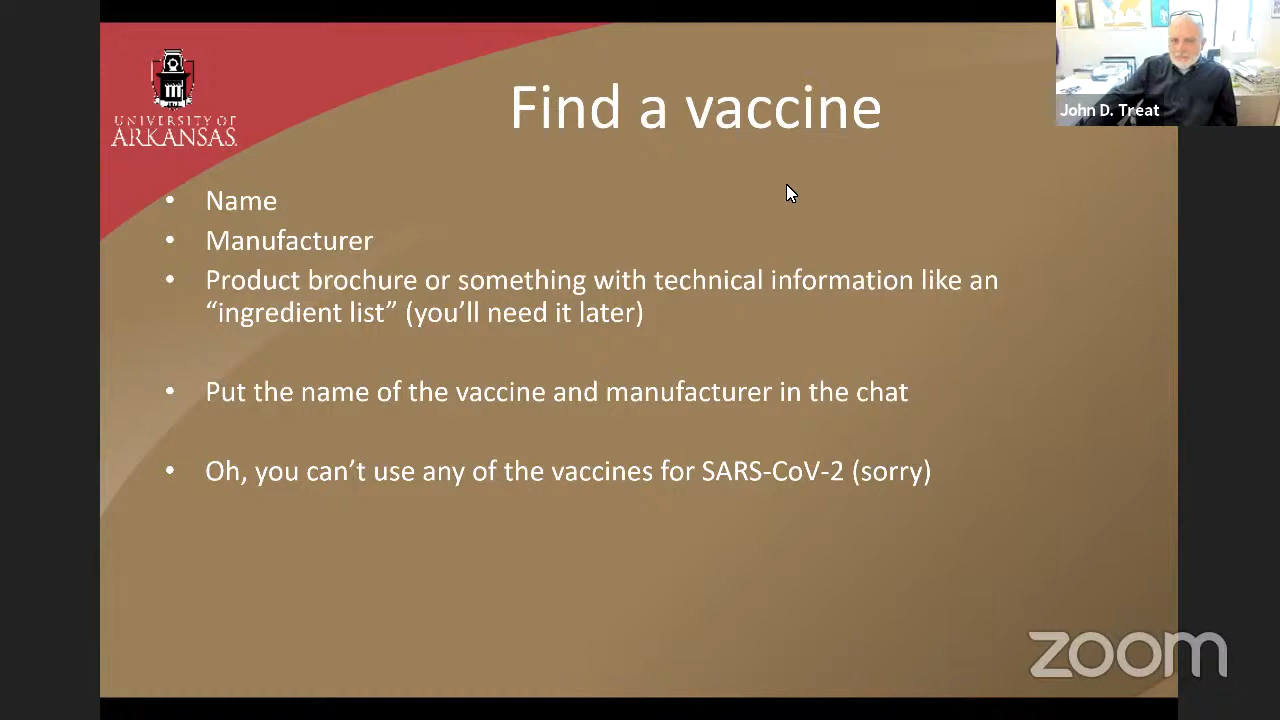 UNIVERSITY OF
ARKANSAS.
Find a vaccine
John D. Treat
• Name
• Manufacturer
• Product brochure or something with technical information like an
“ingredient list” (you’ll need it later)
• Put the name of the vaccine and manufacturer in the chat
• Oh, you can’t use any of the vaccines for SARS-CoV-2 (sorry)
zoom